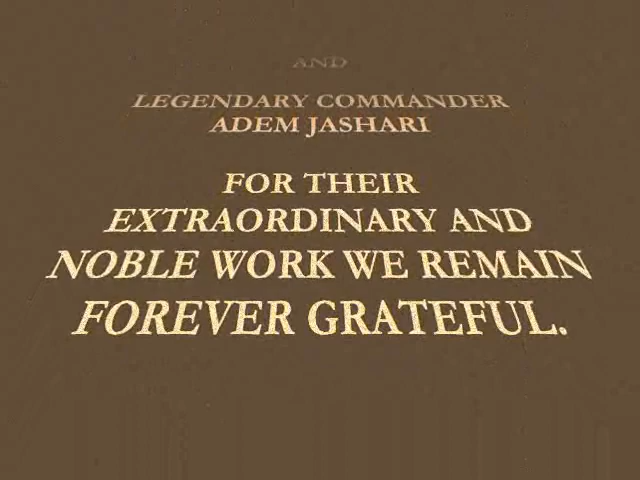 AND
LEGENDARY COMMANDER
ADEM JASHARI
FOR THEIR
EXTRAORDINARY AND
NOBLE WORK WE REMAIN
FOREVER GRATEFUL.